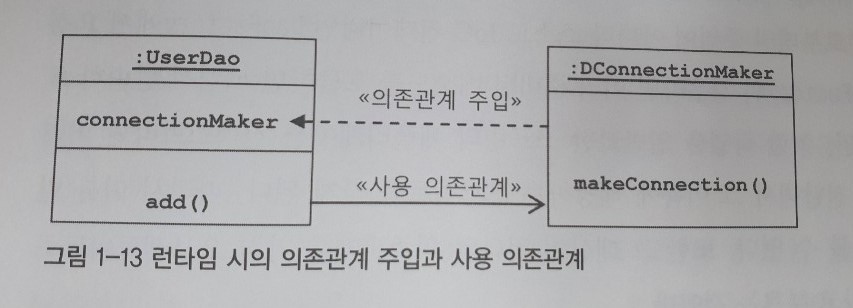 :UserDao
:DConnectionMaker
«의존관계 주입»
connectionMaker
«사용 의존관계»
makeConnection()
add()
그림 1-13 런타임 시의 의존관계 주입과 사용 의존관계